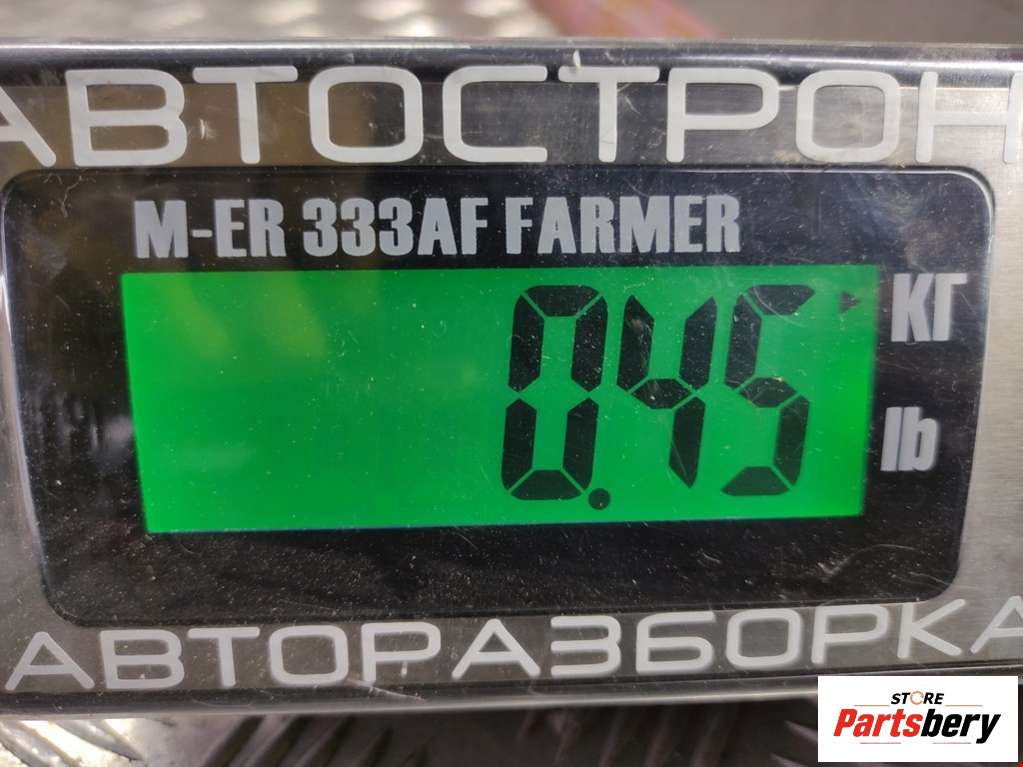 АВТОСТРОН
M-ER 333AF FARMER
0.45
КГ
lb
АВТОРАЗБОРКА
STORE
Partsbery